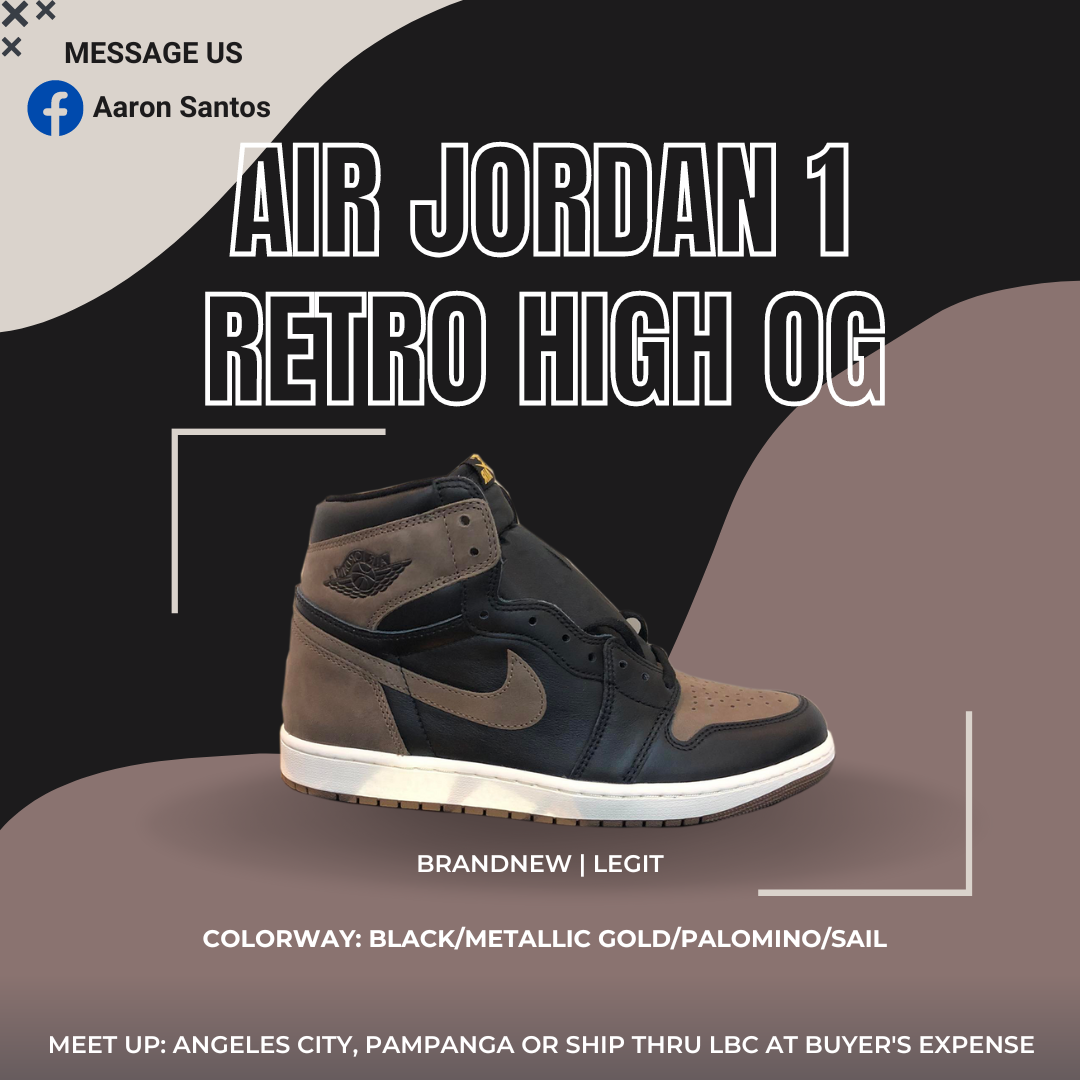 MESSAGE US
Aaron Santos
AIR JORDAN 1
RETRO HIGH OG
BRANDNEW | LEGIT
COLORWAY: BLACK/METALLIC GOLD/PALOMINO/SAIL
MEET UP: ANGELES CITY, PAMPANGA OR SHIP THRU LBC AT BUYER'S EXPENSE